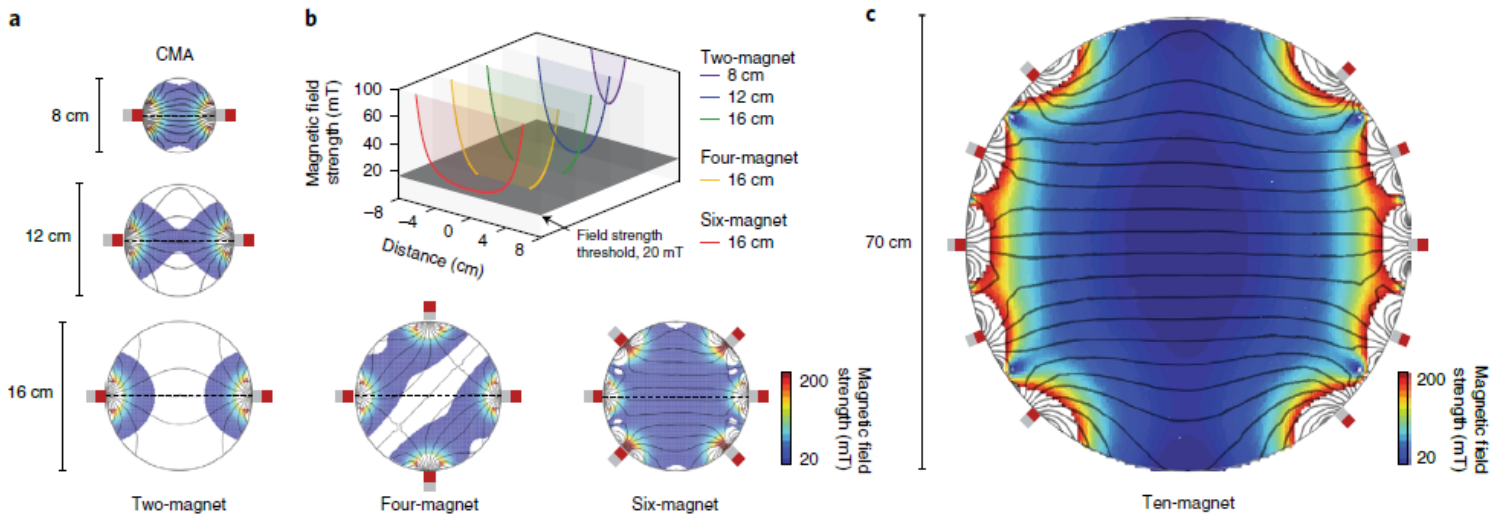 a
CMA
8 cm
12 cm
16 cm
Two-magnet
Four-magnet
Six-magnet
200
20
Magnetic field
strength (mT)
b
Magnetic field
strength (mT)
100
80
60
40
20
–8
–4
0
4
8
Distance (cm)
Field strength
threshold, 20 mT
Two-magnet
8 cm
12 cm
16 cm
Four-magnet
16 cm
Six-magnet
16 cm
c
70 cm
Ten-magnet
200
20
Magnetic field
strength (mT)